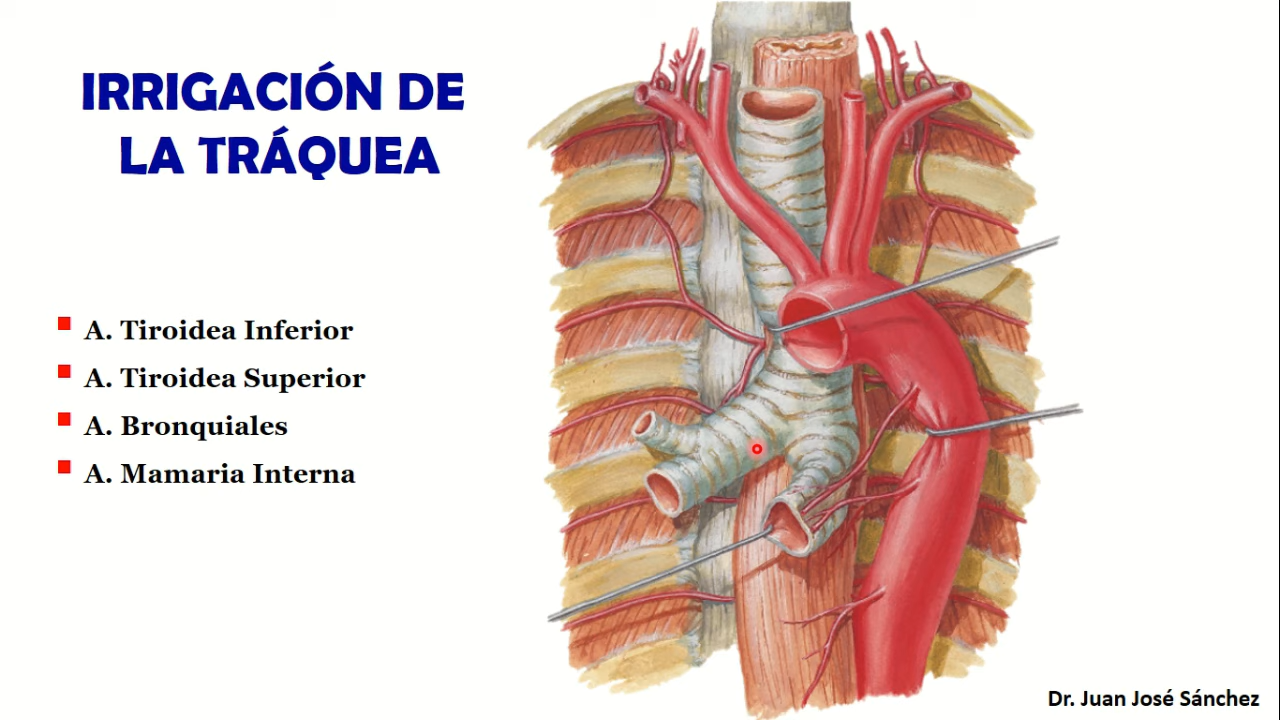 IRRIGACIÓN DE
LA TRÁQUEA
A. Tiroidea Inferior
A. Tiroidea Superior
A. Bronquiales
A. Mamaria Interna
Dr. Juan José Sánchez